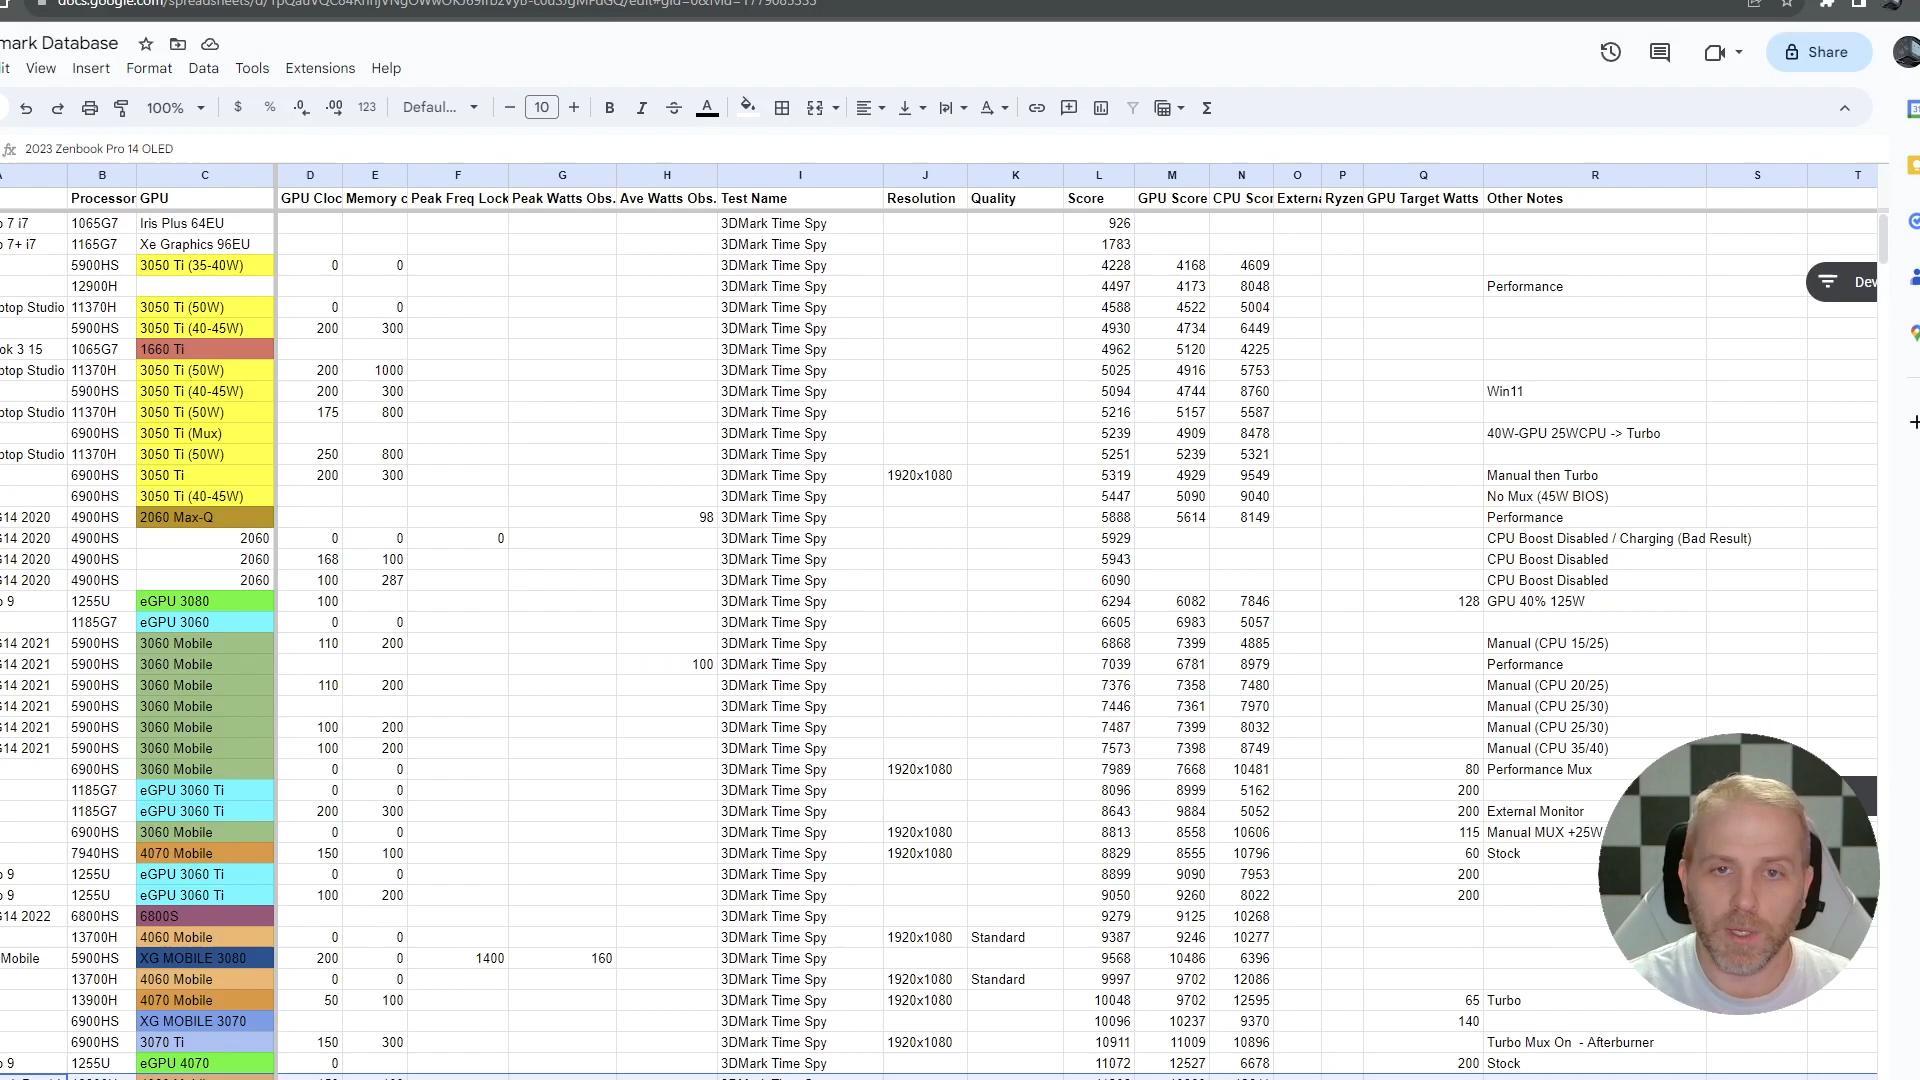 mark Database
View Insert Format Data Tools Extensions Help
Share
100% $ % .0 .00 123 Defaul... 10 B I A Σ
fx 2023 Zenbook Pro 14 OLED
A B C D E F G H I J K L M N O P Q R S T
Processor GPU GPU Cloc Memory c Peak Freq Lock Peak Watts Obs. Ave Watts Obs. Test Name Resolution Quality Score GPU Score CPU Scor Externa Ryzen GPU Target Watts Other Notes
7 i7 1065G7 Iris Plus 64EU 3DMark Time Spy 926
7+ i7 1165G7 Xe Graphics 96EU 3DMark Time Spy 1783
5900HS 3050 Ti (35-40W) 0 0 3DMark Time Spy 4228 4168 4609
12900H 3DMark Time Spy 4497 4173 8048 Performance
ptop Studio 11370H 3050 Ti (50W) 0 0 3DMark Time Spy 4588 4522 5004
5900HS 3050 Ti (40-45W) 200 300 3DMark Time Spy 4930 4734 6449
ok 3 15 1065G7 1660 Ti 3DMark Time Spy 4962 5120 4225
ptop Studio 11370H 3050 Ti (50W) 200 1000 3DMark Time Spy 5025 4916 5753
5900HS 3050 Ti (40-45W) 200 300 3DMark Time Spy 5094 4744 8760 Win11
ptop Studio 11370H 3050 Ti (50W) 175 800 3DMark Time Spy 5216 5157 5587
6900HS 3050 Ti (Mux) 3DMark Time Spy 5239 4909 8478 40W-GPU 25WCPU -> Turbo
ptop Studio 11370H 3050 Ti (50W) 250 800 3DMark Time Spy 5251 5239 5321
6900HS 3050 Ti 200 300 3DMark Time Spy 1920x1080 5319 4929 9549 Manual then Turbo
6900HS 3050 Ti (40-45W) 3DMark Time Spy 5447 5090 9040 No Mux (45W BIOS)
G14 2020 4900HS 2060 Max-Q 98 3DMark Time Spy 5888 5614 8149 Performance
G14 2020 4900HS 2060 0 0 0 3DMark Time Spy 5929 CPU Boost Disabled / Charging (Bad Result)
G14 2020 4900HS 2060 168 100 3DMark Time Spy 5943 CPU Boost Disabled
G14 2020 4900HS 2060 100 287 3DMark Time Spy 6090 CPU Boost Disabled
9 1255U eGPU 3080 100 3DMark Time Spy 6294 6082 7846 128 GPU 40% 125W
1185G7 eGPU 3060 0 0 3DMark Time Spy 6605 6983 5057
G14 2021 5900HS 3060 Mobile 110 200 3DMark Time Spy 6868 7399 4885 Manual (CPU 15/25)
G14 2021 5900HS 3060 Mobile 100 3DMark Time Spy 7039 6781 8979 Performance
G14 2021 5900HS 3060 Mobile 110 200 3DMark Time Spy 7376 7358 7480 Manual (CPU 20/25)
G14 2021 5900HS 3060 Mobile 3DMark Time Spy 7446 7361 7970 Manual (CPU 25/30)
G14 2021 5900HS 3060 Mobile 100 200 3DMark Time Spy 7487 7399 8032 Manual (CPU 25/30)
G14 2021 5900HS 3060 Mobile 100 200 3DMark Time Spy 7573 7398 8749 Manual (CPU 35/40)
6900HS 3060 Mobile 0 0 3DMark Time Spy 1920x1080 7989 7668 10481 80 Performance Mux
1185G7 eGPU 3060 Ti 0 0 3DMark Time Spy 8096 8999 5162 200
1185G7 eGPU 3060 Ti 200 300 3DMark Time Spy 8643 9884 5052 200 External Monitor
6900HS 3060 Mobile 0 0 3DMark Time Spy 1920x1080 8813 8558 10606 115 Manual MUX +25W
7940HS 4070 Mobile 150 100 3DMark Time Spy 1920x1080 8829 8555 10796 60 Stock
9 1255U eGPU 3060 Ti 0 0 3DMark Time Spy 8899 9090 7953 200
9 1255U eGPU 3060 Ti 100 200 3DMark Time Spy 9050 9260 8022 200
G14 2022 6800HS 6800S 3DMark Time Spy 9279 9125 10268
13700H 4060 Mobile 0 0 3DMark Time Spy 1920x1080 Standard 9387 9246 10277
Mobile 5900HS XG MOBILE 3080 200 0 1400 160 3DMark Time Spy 9568 10486 6396
13700H 4060 Mobile 0 0 3DMark Time Spy 1920x1080 Standard 9997 9702 12086
13900H 4070 Mobile 50 100 3DMark Time Spy 1920x1080 10048 9702 12595 65 Turbo
6900HS XG MOBILE 3070 3DMark Time Spy 10096 10237 9370 140
6900HS 3070 Ti 150 300 3DMark Time Spy 1920x1080 10911 11009 10896 Turbo Mux On - Afterburner
9 1255U eGPU 4070 0 3DMark Time Spy 11072 12527 6678 200 Stock
Dev